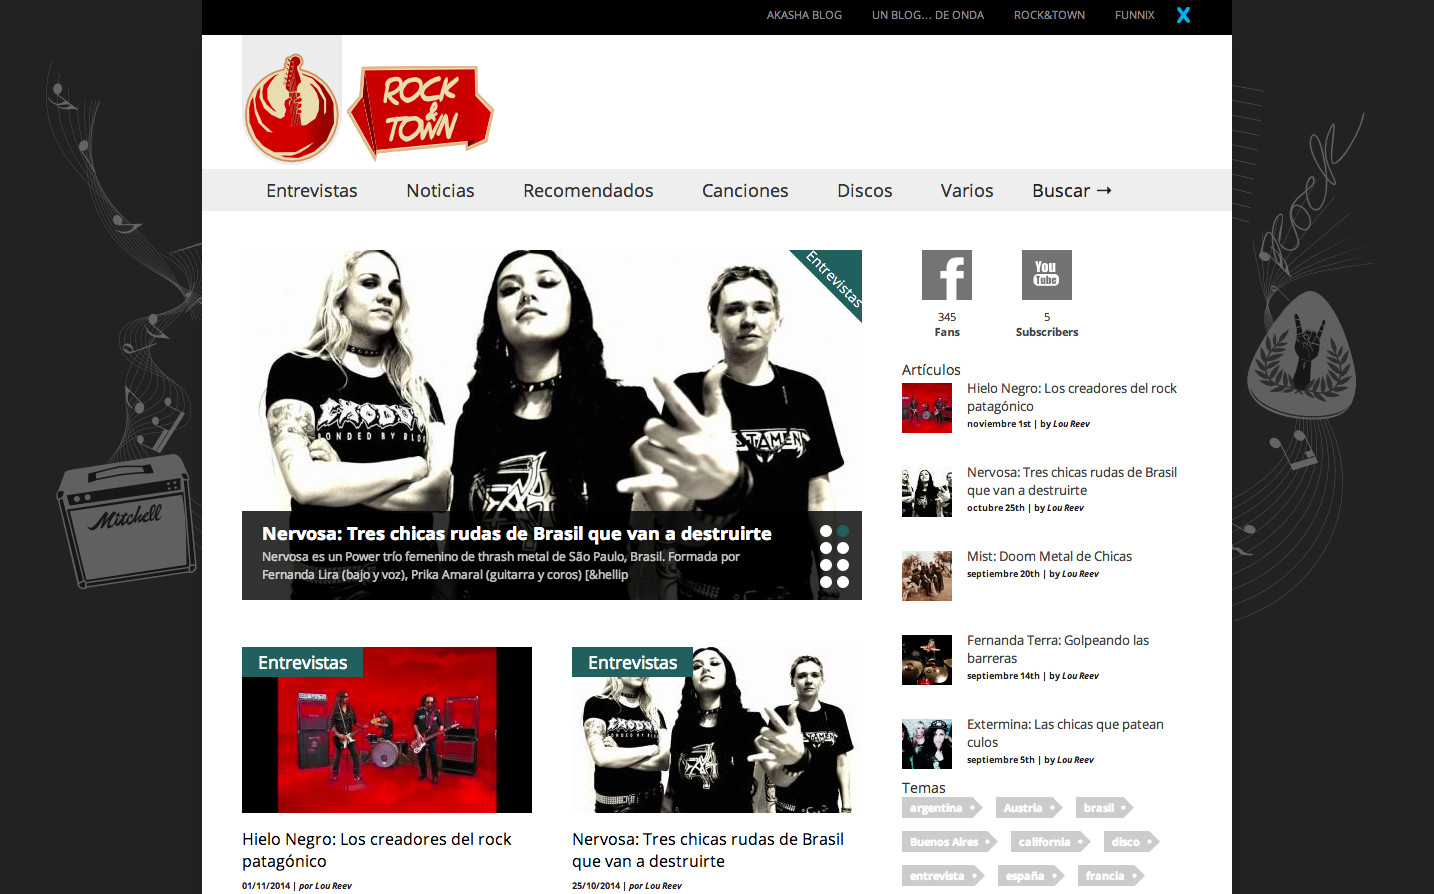 AKASHA BLOG UN BLOG... DE ONDA ROCK&TOWN FUNNIX
ROCK
&
TOWN
Entrevistas Noticias Recomendados Canciones Discos Varios Buscar →
rock
Mitchell
Entrevistas
EXODUS
BONDED BY BLOO
TESTAMENT
Nervosa: Tres chicas rudas de Brasil que van a destruirte
Nervosa es un Power trío femenino de thrash metal de São Paulo, Brasil. Formada por
Fernanda Lira (bajo y voz), Prika Amaral (guitarra y coros) [&hellip
f
You
Tube
345
Fans
5
Subscribers
Artículos
Hielo Negro: Los creadores del rock
patagónico
noviembre 1st | by Lou Reev
Nervosa: Tres chicas rudas de Brasil
que van a destruirte
octubre 25th | by Lou Reev
Mist: Doom Metal de Chicas
septiembre 20th | by Lou Reev
Fernanda Terra: Golpeando las
barreras
septiembre 14th | by Lou Reev
Extermina: Las chicas que patean
culos
septiembre 5th | by Lou Reev
Temas
argentina Austria brasil
Buenos Aires california disco
entrevista españa francia
Entrevistas
Hielo Negro: Los creadores del rock
patagónico
01/11/2014 | por Lou Reev
Entrevistas
EXODUS
Nervosa: Tres chicas rudas de Brasil
que van a destruirte
25/10/2014 | por Lou Reev